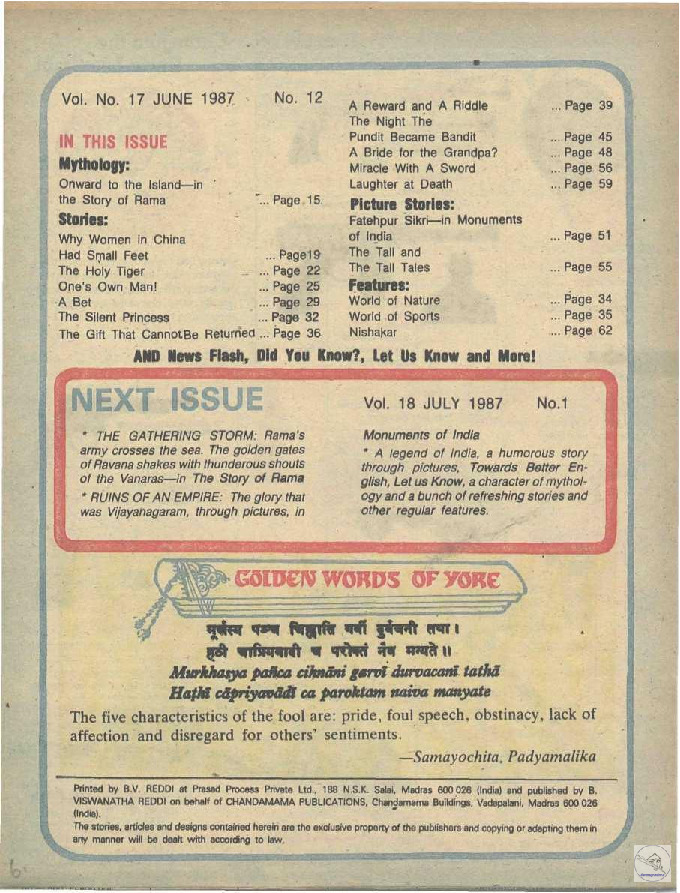 Vol. No. 17 JUNE 1987 No. 12
IN THIS ISSUE
Mythology:
Onward to the Island—in
the Story of Rama ... Page 15
Stories:
Why Women in China
Had Small Feet ... Page19
The Holy Tiger ... Page 22
One's Own Man! ... Page 25
A Bet ... Page 29
The Silent Princess ... Page 32
The Gift That CannotBe Returned ... Page 36
A Reward and A Riddle ... Page 39
The Night The
Pundit Became Bandit ... Page 45
A Bride for the Grandpa? ... Page 48
Miracle With A Sword ... Page 56
Laughter at Death ... Page 59
Picture Stories:
Fatehpur Sikri—in Monuments
of India ... Page 51
The Tall and
The Tall Tales ... Page 55
Features:
World of Nature ... Page 34
World of Sports ... Page 35
Nishakar ... Page 62
AND News Flash, Did You Know?, Let Us Know and More!
NEXT ISSUE
Vol. 18 JULY 1987 No.1
* THE GATHERING STORM: Rama's
army crosses the sea. The golden gates
of Ravana shakes with thunderous shouts
of the Vanaras—in The Story of Rama
* RUINS OF AN EMPIRE: The glory that
was Vijayanagaram, through pictures, in
Monuments of India
* A legend of India, a humorous story
through pictures, Towards Better En-
glish, Let us Know, a character of mythol-
ogy and a bunch of refreshing stories and
other regular features.
GOLDEN WORDS OF YORE
मूर्खस्य पञ्च चिह्नानि गर्वी दुर्वचनी तथा ।
हठी चाप्रियवादी च परोक्तं नैव मन्यते ॥
Murkhasya pañca cihnāni garvī durvacanī tathā
Haṭhī cāpriyavādī ca paroktam naiva manyate
The five characteristics of the fool are: pride, foul speech, obstinacy, lack of
affection and disregard for others' sentiments.
—Samayochita, Padyamalika
Printed by B.V. REDDI at Prasad Process Private Ltd., 188 N.S.K. Salai, Madras 600 026 (India) and published by B.
VISWANATHA REDDI on behalf of CHANDAMAMA PUBLICATIONS, Chandamama Buildings, Vadapalani, Madras 600 026
(India).
The stories, articles and designs contained herein are the exclusive property of the publishers and copying or adapting them in
any manner will be dealt with according to law.
6.